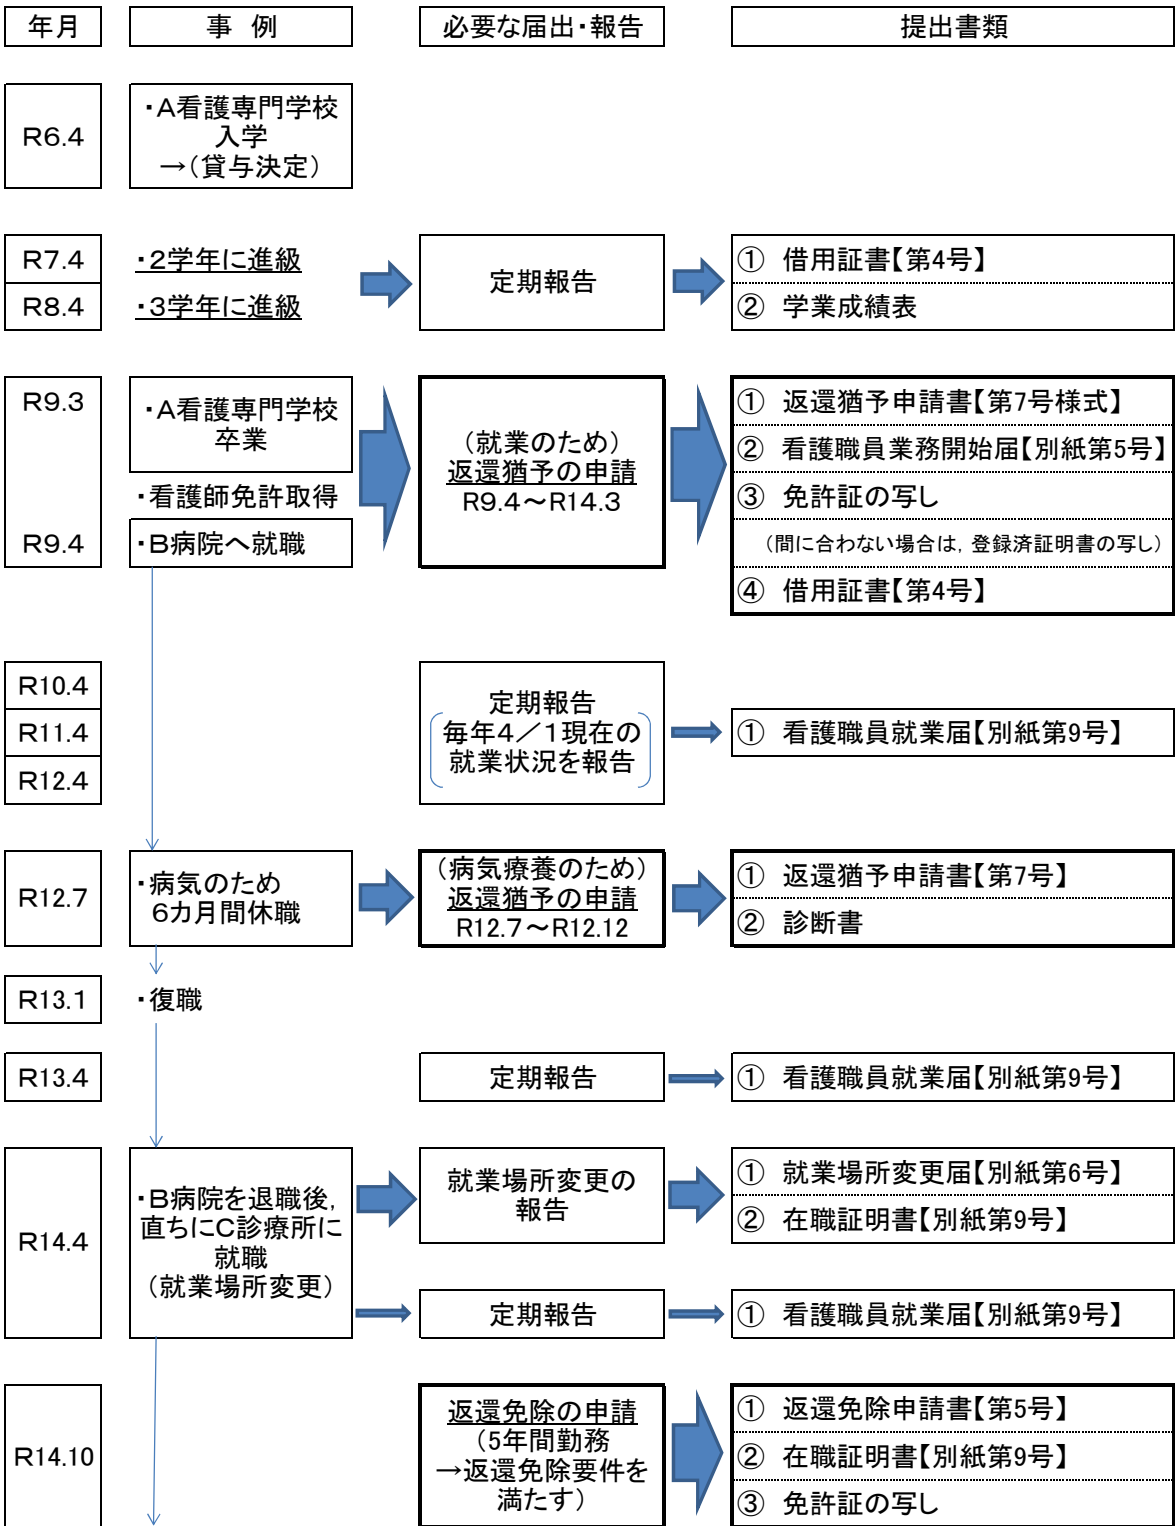 年月
事 例
必要な届出・報告
提出書類
R6.4
・A看護専門学校
入学
→(貸与決定)
R7.4
・2学年に進級
R8.4
・3学年に進級
定期報告
① 借用証書【第4号】
② 学業成績表
R9.3
・A看護専門学校
卒業
・看護師免許取得
R9.4
・B病院へ就職
(就業のため)
返還猶予の申請
R9.4~R14.3
① 返還猶予申請書【第7号様式】
② 看護職員業務開始届【別紙第5号】
③ 免許証の写し
(間に合わない場合は，登録済証明書の写し)
④ 借用証書【第4号】
R10.4
R11.4
R12.4
定期報告
毎年4/1現在の
就業状況を報告
① 看護職員就業届【別紙第9号】
R12.7
・病気のため
6カ月間休職
(病気療養のため)
返還猶予の申請
R12.7~R12.12
① 返還猶予申請書【第7号】
② 診断書
R13.1
・復職
R13.4
定期報告
① 看護職員就業届【別紙第9号】
R14.4
・B病院を退職後，
直ちにC診療所に
就職
(就業場所変更)
就業場所変更の
報告
① 就業場所変更届【別紙第6号】
② 在職証明書【別紙第9号】
定期報告
① 看護職員就業届【別紙第9号】
R14.10
返還免除の申請
(5年間勤務
→返還免除要件を
満たす)
① 返還免除申請書【第5号】
② 在職証明書【別紙第9号】
③ 免許証の写し